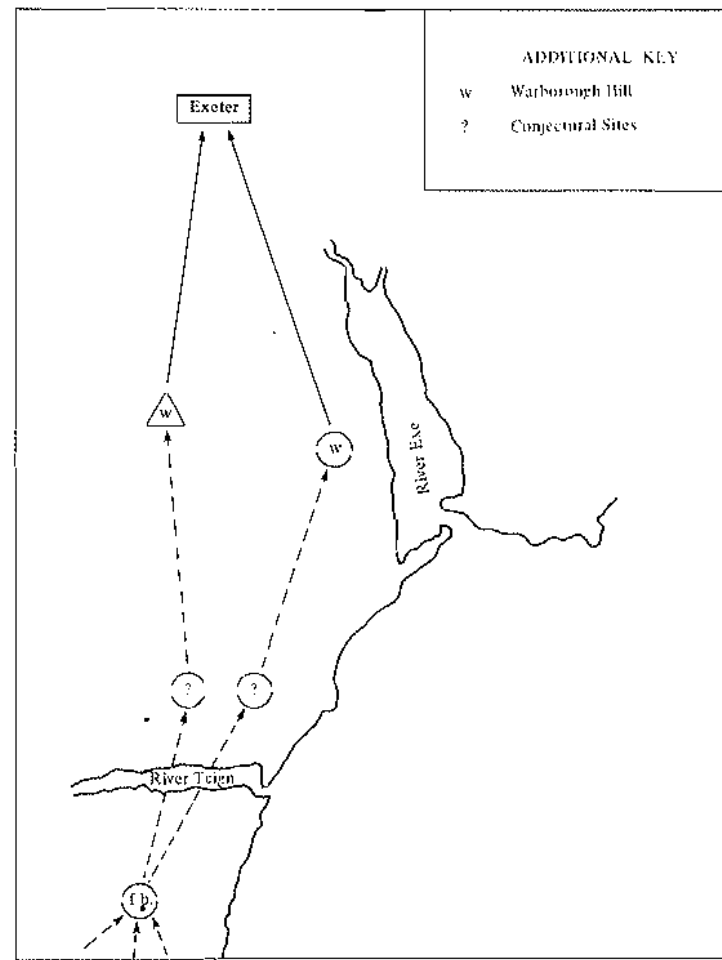 ADDITIONAL KEY
w Warborough Hill
? Conjectural Sites
Exeter
w
w
River Exe
? ?
River Teign
f b.